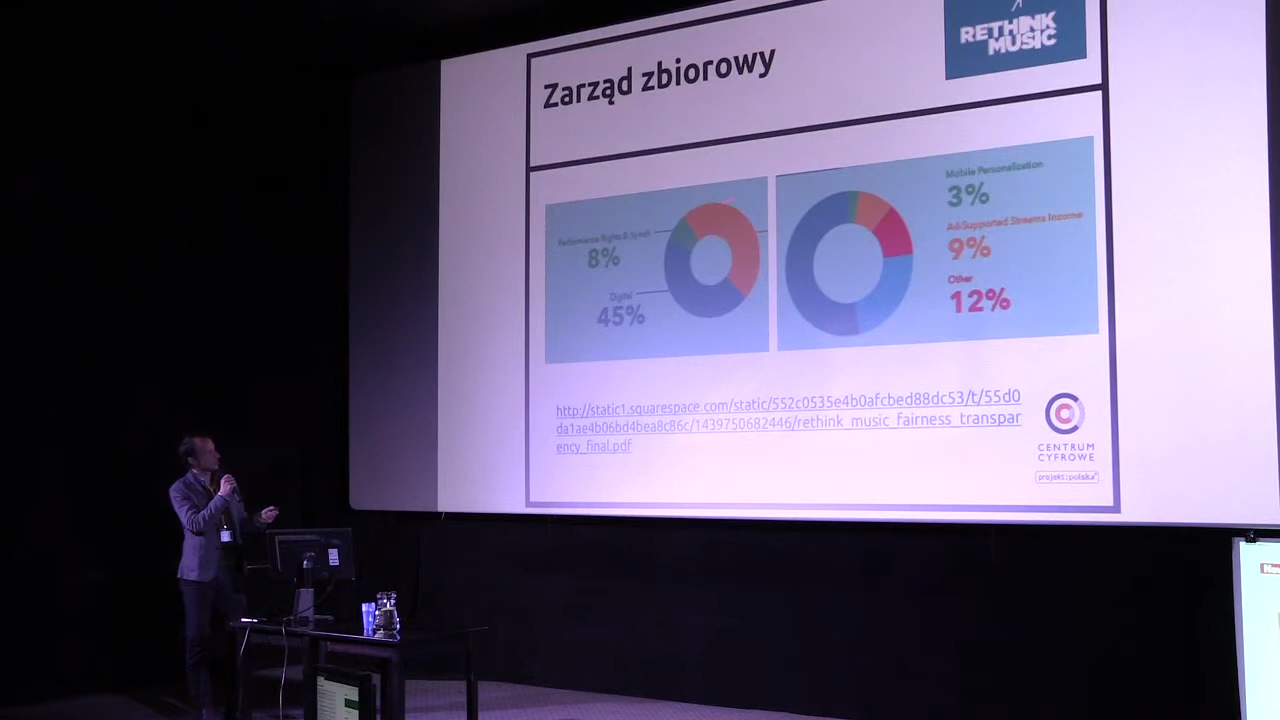 RETHINK
MUSIC
Zarząd zbiorowy
Performance Rights & Synch
8%
Digital
45%
Mobile Personalization
3%
Ad-Supported Streams Income
9%
Other
12%
http://static1.squarespace.com/static/552c0535e4b0afcbed88dc53/t/55d0
da1ae4b06bd4bea8c86c/1439750682446/rethink_music_fairness_transpar
ency_final.pdf
CENTRUM
CYFROWE
projekt:polska